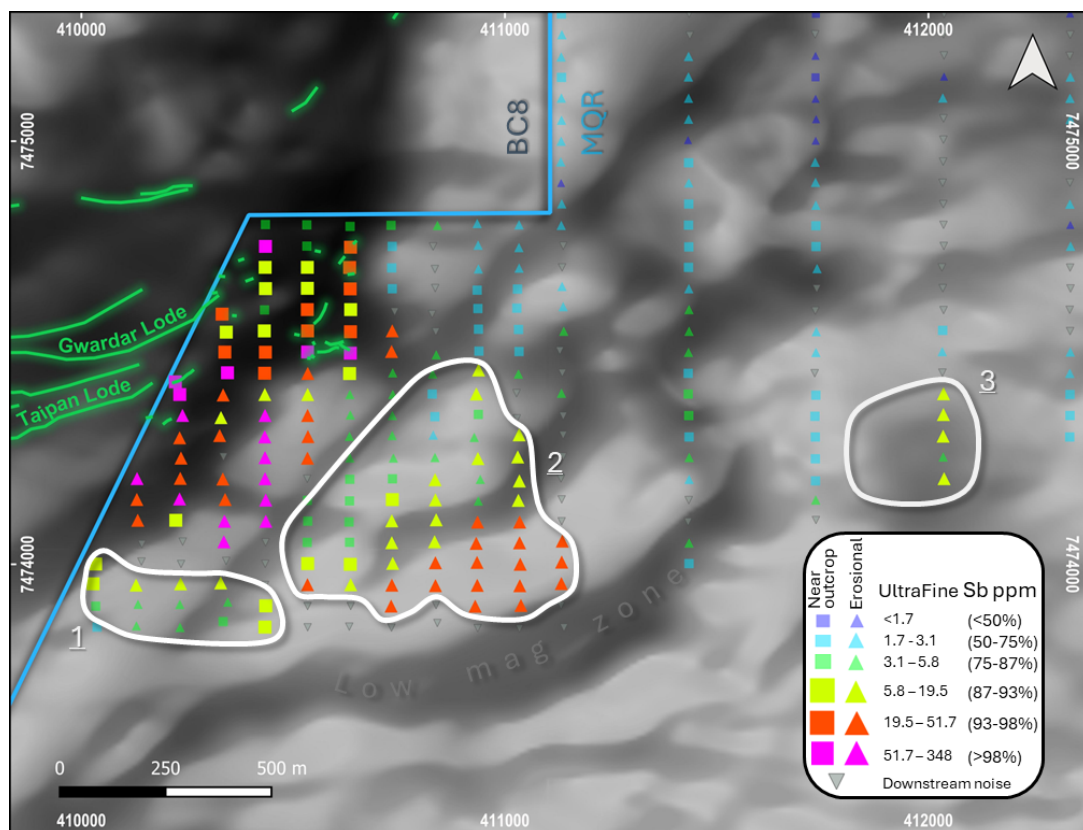 410000
411000
412000
7475000
7475000
BC8
MQR
Gwardar Lode
Taipan Lode
3
2
1
7474000
7474000
Low mag zone
Near outcrop
Erosional
UltraFine Sb ppm
<1.7 (<50%)
1.7 - 3.1 (50-75%)
3.1 - 5.8 (75-87%)
5.8 – 19.5 (87-93%)
19.5 – 51.7 (93-98%)
51.7 – 348 (>98%)
Downstream noise
0 250 500 m
410000
411000
412000